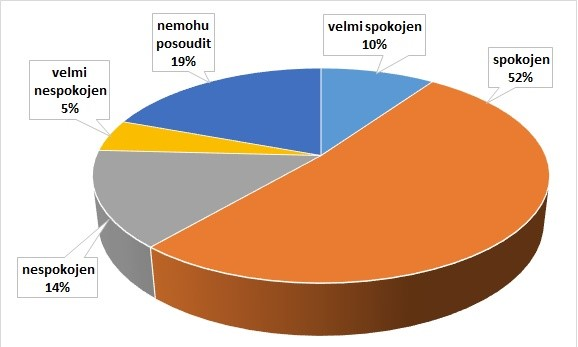 nemohu
posoudit
19%
velmi spokojen
10%
spokojen
52%
velmi
nespokojen
5%
nespokojen
14%